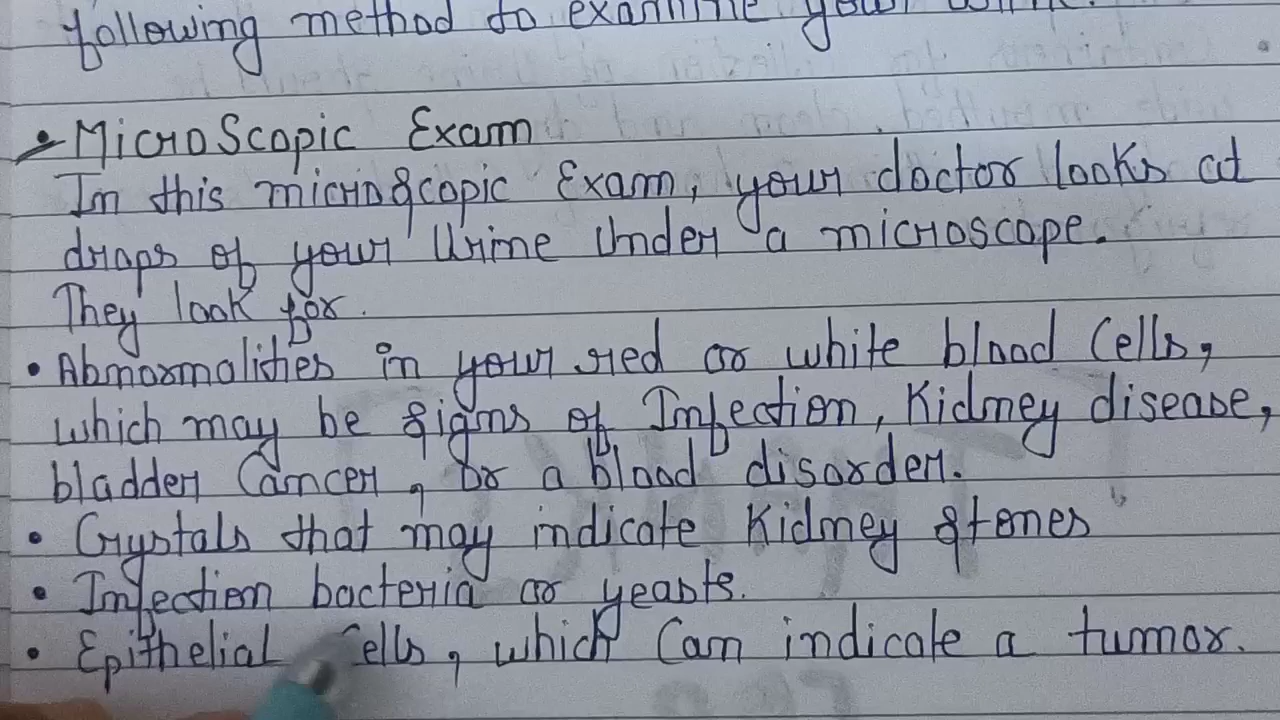 following method to examine your urine.
• Microscopic Exam
In this microscopic Exam, your doctor looks at
drops of your Urine Under a microscope.
They look for.
• Abnormalities in your red or white blood Cells,
which may be signs of Infection, Kidney disease,
bladder Cancer, or a blood disorder.
• Crystals that may indicate Kidney stones
• Infection bacteria or yeasts.
• Epithelial Cells, which Can indicate a tumor.